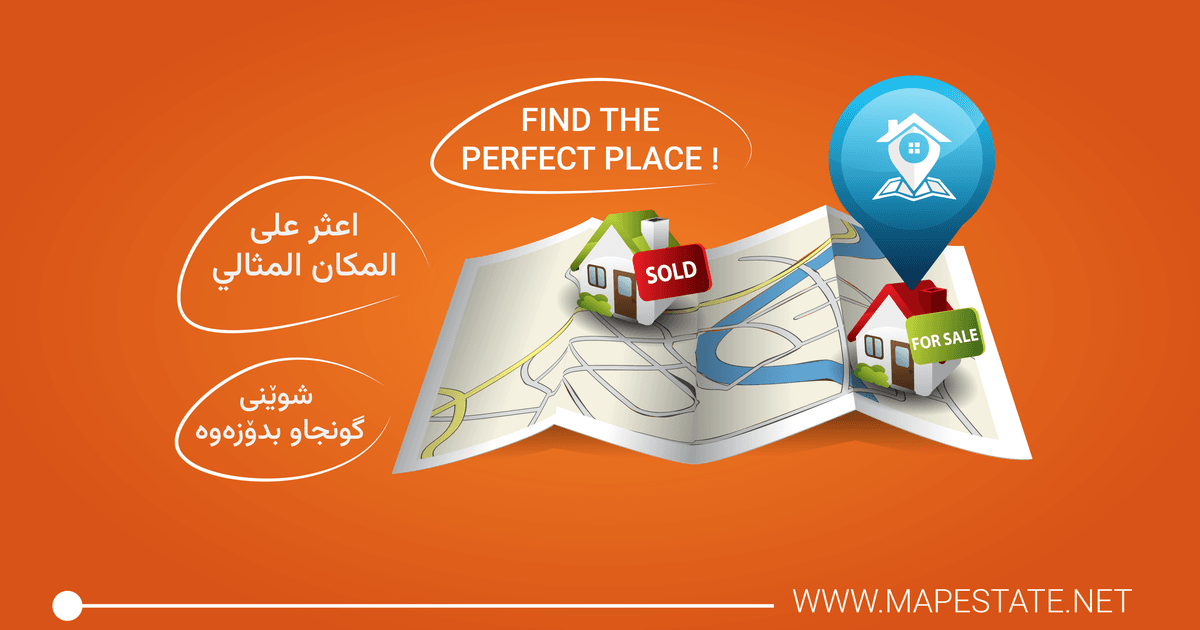 FIND THE
PERFECT PLACE !
اعثر على
المكان المثالي
شوێنی
گونجاو بدۆزەوە
SOLD
FOR SALE
WWW.MAPESTATE.NET